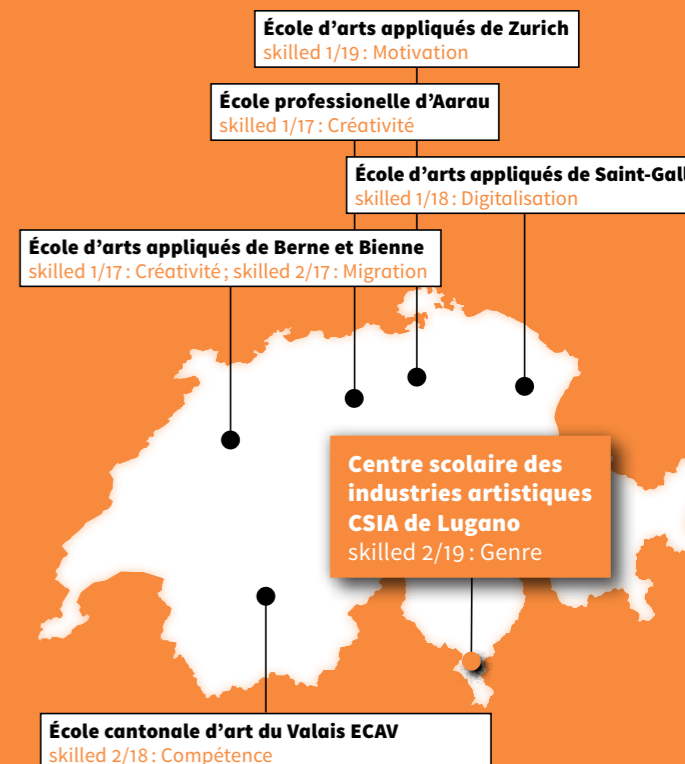 École d’arts appliqués de Zurich
skilled 1/19 : Motivation
École professionelle d’Aarau
skilled 1/17 : Créativité
École d’arts appliqués de Saint-Gall
skilled 1/18 : Digitalisation
École d’arts appliqués de Berne et Bienne
skilled 1/17 : Créativité ; skilled 2/17 : Migration
Centre scolaire des
industries artistiques
CSIA de Lugano
skilled 2/19 : Genre
École cantonale d’art du Valais ECAV
skilled 2/18 : Compétence